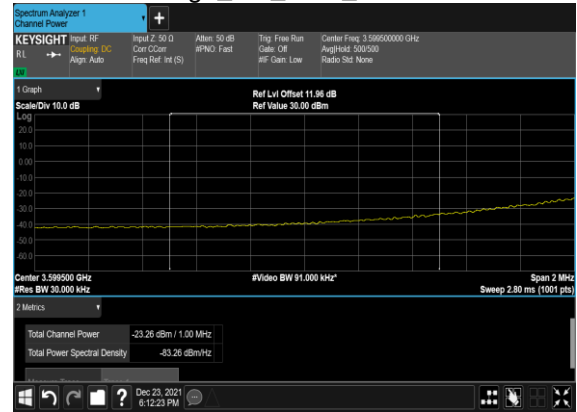 Spectrum Analyzer 1
Channel Power
+
KEYSIGHT
RL
Input: RF
Coupling: DC
Align: Auto
Input Z: 50 Ω
Corr CCorr
Freq Ref: Int (S)
Atten: 50 dB
#PNO: Fast
Trig: Free Run
Gate: Off
#IF Gain: Low
Center Freq: 3.599500000 GHz
Avg|Hold: 500/500
Radio Std: None
LV
1 Graph
Scale/Div 10.0 dB
Ref Lvl Offset 11.96 dB
Ref Value 30.00 dBm
Log
20.0
10.0
0.00
-10.0
-20.0
-30.0
-40.0
-50.0
-60.0
Center 3.599500 GHz
#Res BW 30.000 kHz
#Video BW 91.000 kHz*
Span 2 MHz
Sweep 2.80 ms (1001 pts)
2 Metrics
Total Channel Power -23.26 dBm / 1.00 MHz
Total Power Spectral Density -83.26 dBm/Hz
?
Dec 23, 2021
6:12:23 PM